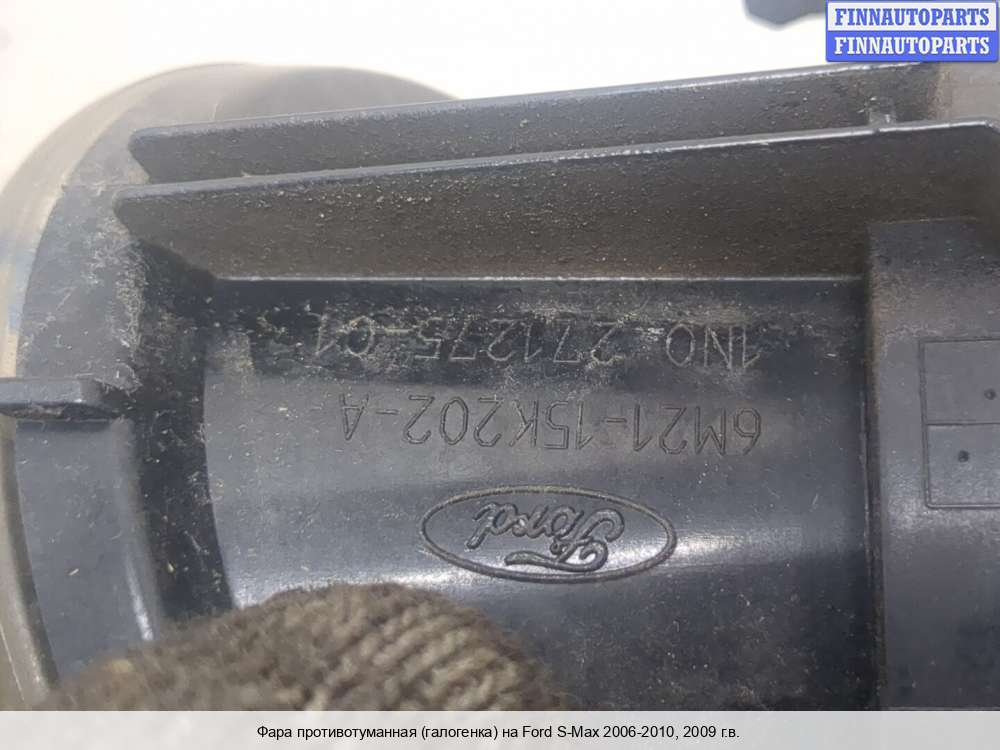 FINNAUTOPARTS
FINNAUTOPARTS
1NO 271275-01
6M21-15K202-A
Ford
Фара противотуманная (галогенка) на Ford S-Max 2006-2010, 2009 г.в.